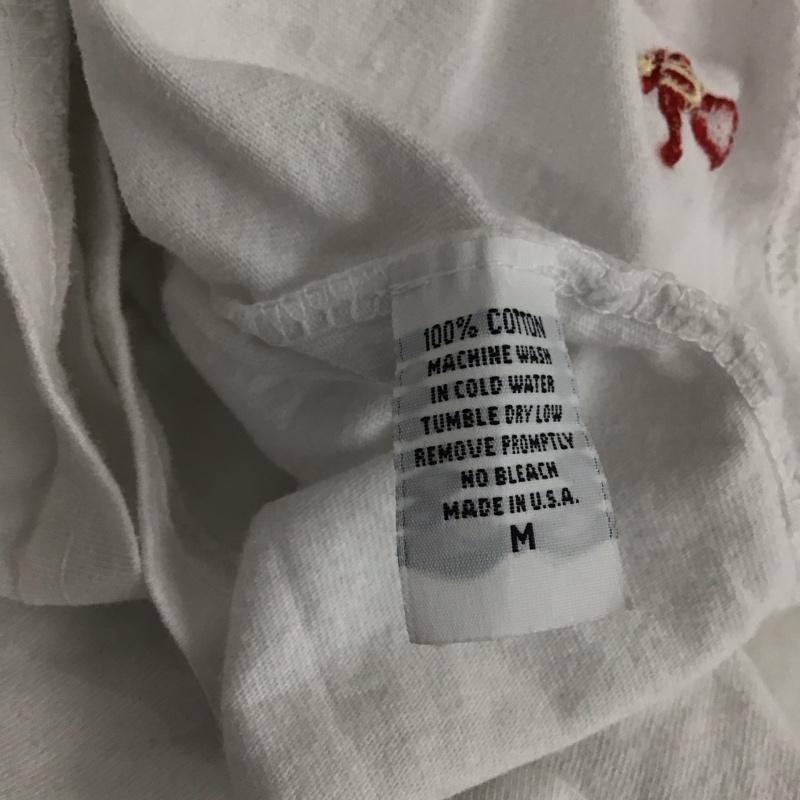 100% COTTON
MACHINE WASH
IN COLD WATER
TUMBLE DRY LOW
REMOVE PROMPTLY
NO BLEACH
MADE IN U.S.A.
M